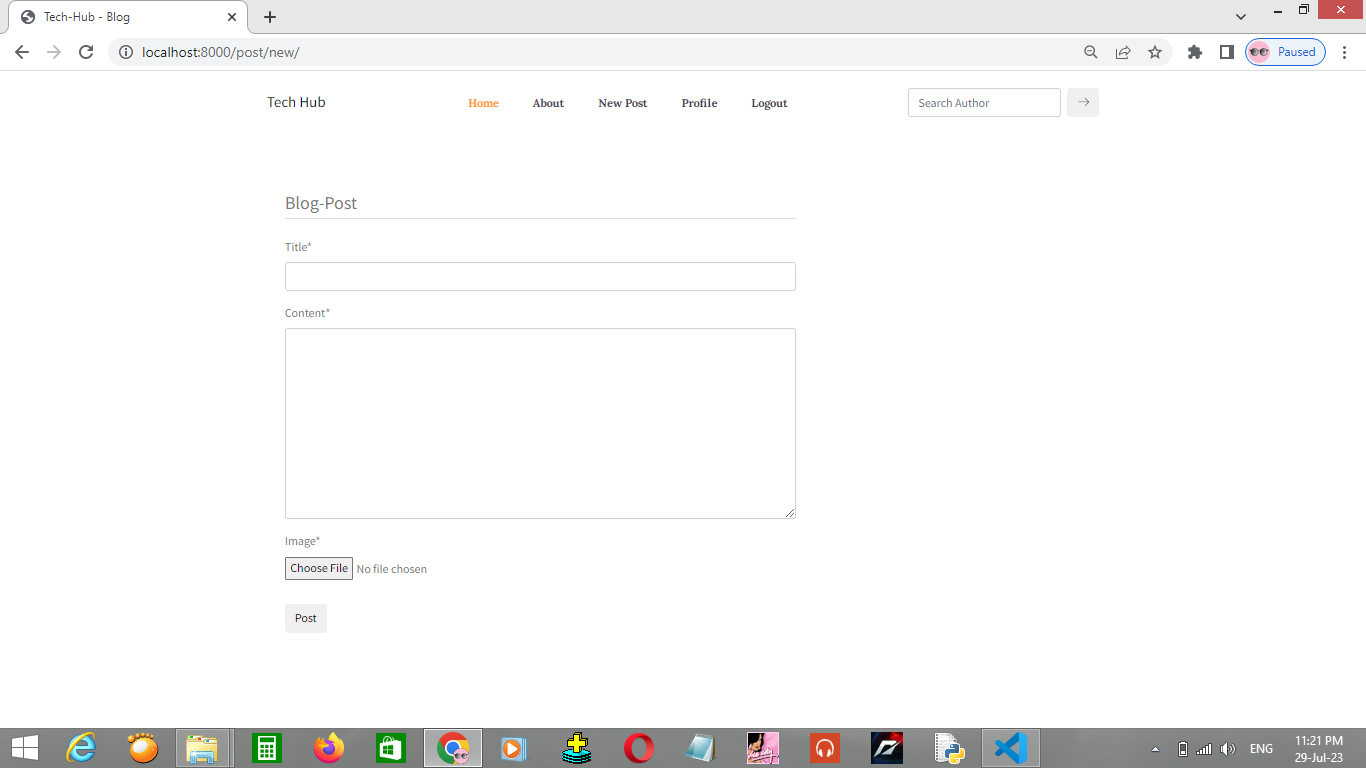 Tech-Hub - Blog
localhost:8000/post/new/
Paused
Tech Hub
Home
About
New Post
Profile
Logout
Search Author
Blog-Post
Title*
Content*
Image*
Choose File No file chosen
Post
ENG
11:21 PM
29-Jul-23